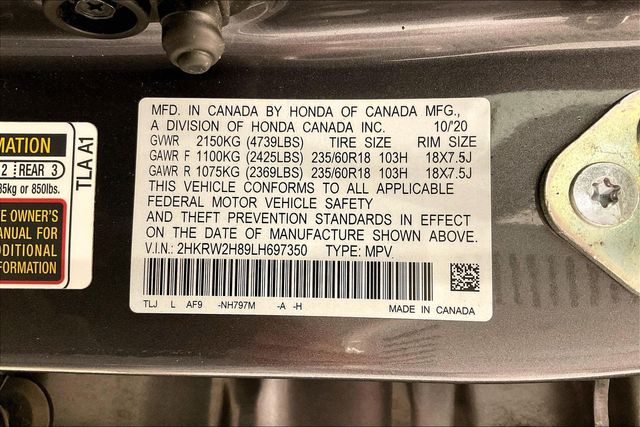 MATION
2 REAR 3
85kg or 850lbs.
E OWNER'S
ANUAL FOR
DITIONAL
FORMATION
TLA A1
MFD. IN CANADA BY HONDA OF CANADA MFG.,
A DIVISION OF HONDA CANADA INC. 10/'20
GVWR 2150KG (4739LBS) TIRE SIZE RIM SIZE
GAWR F 1100KG (2425LBS) 235/60R18 103H 18X7.5J
GAWR R 1075KG (2369LBS) 235/60R18 103H 18X7.5J
THIS VEHICLE CONFORMS TO ALL APPLICABLE
FEDERAL MOTOR VEHICLE SAFETY
AND THEFT PREVENTION STANDARDS IN EFFECT
ON THE DATE OF MANUFACTURE SHOWN ABOVE.
V.I.N: 2HKRW2H89LH697350 TYPE: MPV
TLJ L AF9 -NH797M -A -H MADE IN CANADA